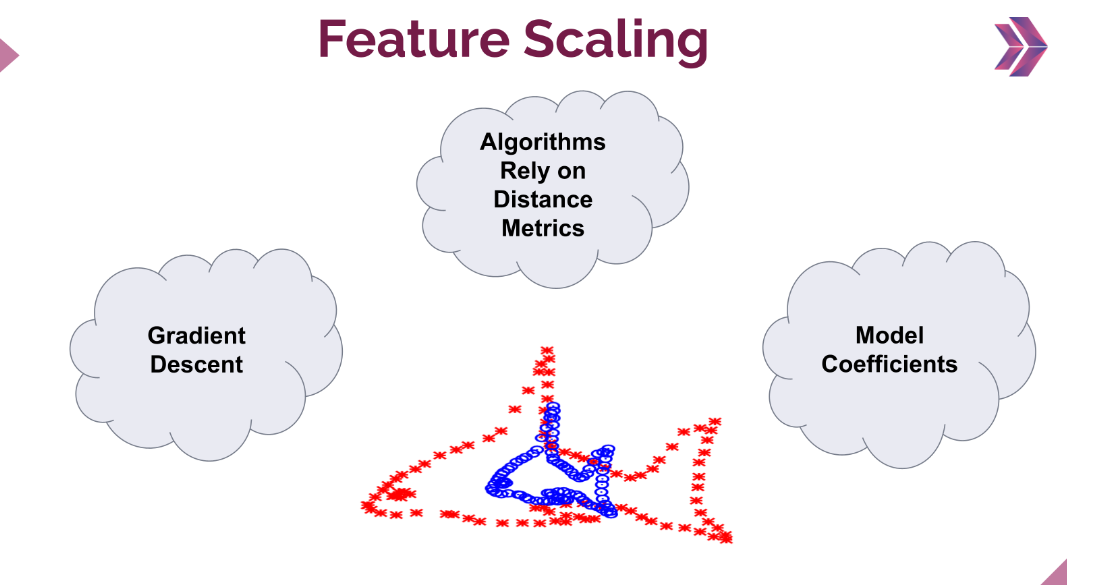 Feature Scaling
Algorithms
Rely on
Distance
Metrics
Gradient
Descent
Model
Coefficients